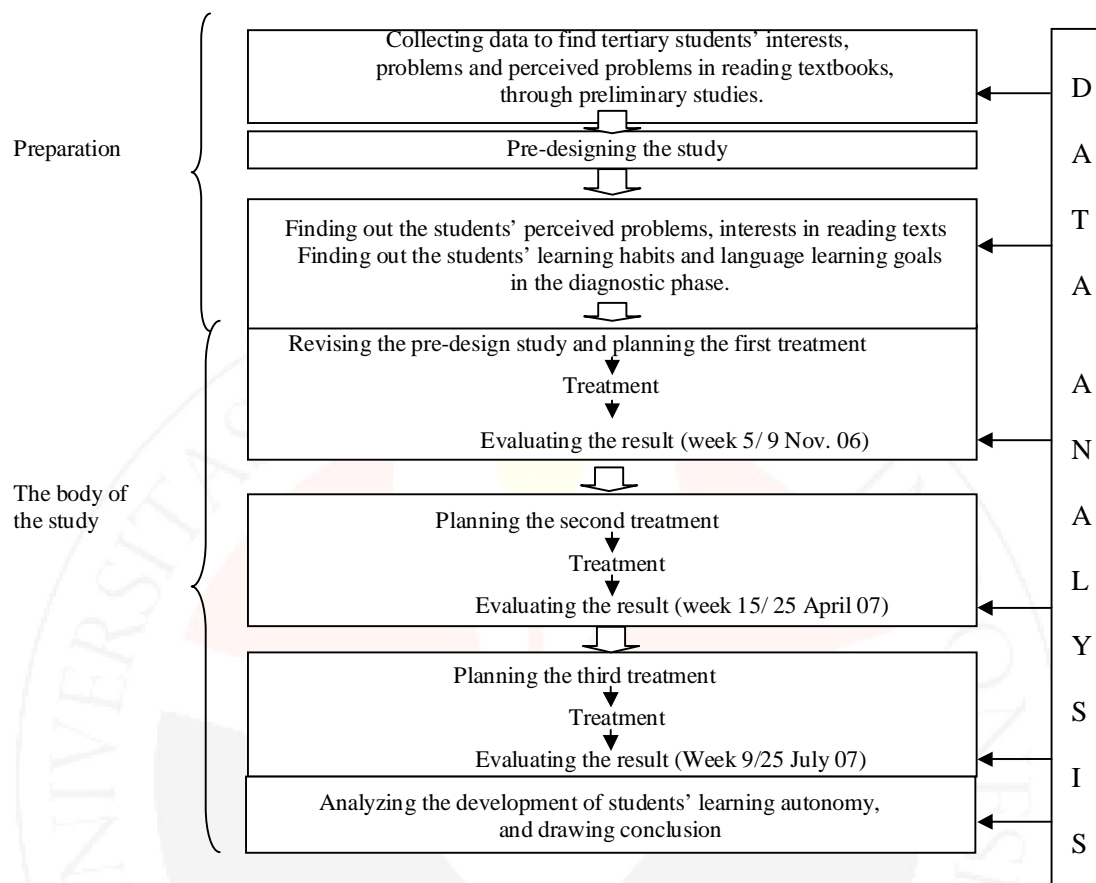 Collecting data to find tertiary students’ interests,
problems and perceived problems in reading textbooks,
through preliminary studies.
Preparation
Pre-designing the study
Finding out the students’ perceived problems, interests in reading texts
Finding out the students’ learning habits and language learning goals
in the diagnostic phase.
Revising the pre-design study and planning the first treatment
Treatment
Evaluating the result (week 5/ 9 Nov. 06)
The body of
the study
Planning the second treatment
Treatment
Evaluating the result (week 15/ 25 April 07)
Planning the third treatment
Treatment
Evaluating the result (Week 9/25 July 07)
Analyzing the development of students’ learning autonomy,
and drawing conclusion
D
A
T
A
A
N
A
L
Y
S
I
S
UNIVERSITAS